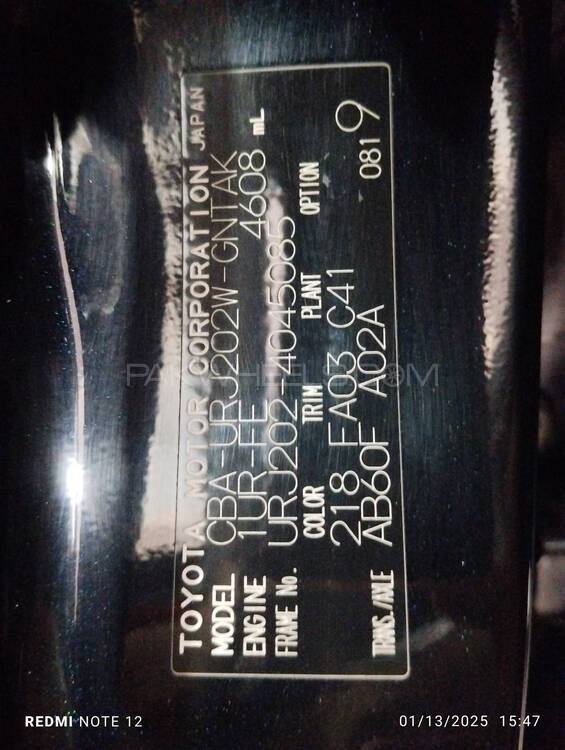 TOYOTA MOTOR CORPORATION JAPAN
MODEL CBA-URJ202W-GNTAK
ENGINE 1UR-FE 4608 mL
FRAME No. URJ202-4045085
COLOR TRIM PLANT OPTION
218 FA03 C41
TRANS./AXLE AB60F A02A 081 9
PAKWHEELS.COM
REDMI NOTE 12
01/13/2025 15:47